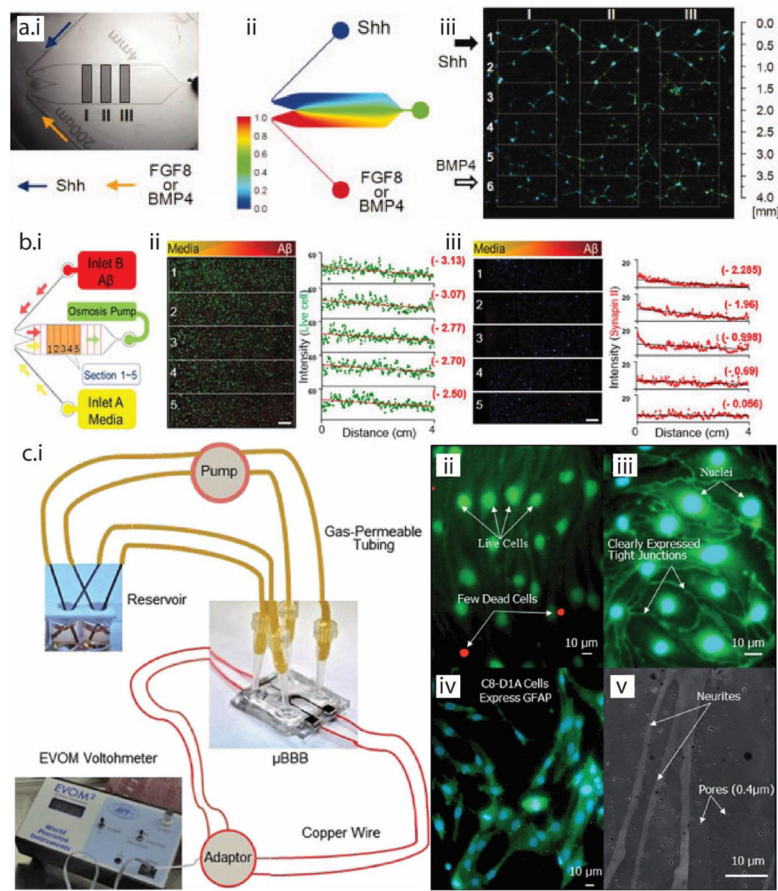 a.i
4mm
200um
I II III
Shh
FGF8
or
BMP4
ii
Shh
1.0
0.8
0.6
0.4
0.2
0.0
FGF8
or
BMP4
iii
I II III
1
2
3
4
5
6
Shh
BMP4
0.0
0.5
1.0
1.5
2.0
2.5
3.0
3.5
4.0
[mm]
b.i
Inlet B
Aβ
Osmosis Pump
1 2 3 4 5
Section 1~5
Inlet A
Media
ii
Media Aβ
1
2
3
4
5
Intensity (Live cell)
60
(- 3.13)
60
(- 3.07)
60
(- 2.77)
60
(- 2.70)
60
(- 2.50)
0 4
Distance (cm)
iii
Media Aβ
1
2
3
4
5
Intensity (Synapin II)
20
(- 2.285)
20
(- 1.96)
20
(- 0.998)
20
(- 0.69)
20
(- 0.056)
0 4
Distance (cm)
c.i
Pump
Gas-Permeable
Tubing
Reservoir
µBBB
EVOM Voltohmeter
EVOM2
World
Precision
Instruments
Adaptor
Copper Wire
ii
Live Cells
Few Dead Cells
10 µm
iii
Nuclei
Clearly Expressed
Tight Junctions
10 µm
iv
C8-D1A Cells
Express GFAP
10 µm
v
Neurites
Pores (0.4µm)
10 µm